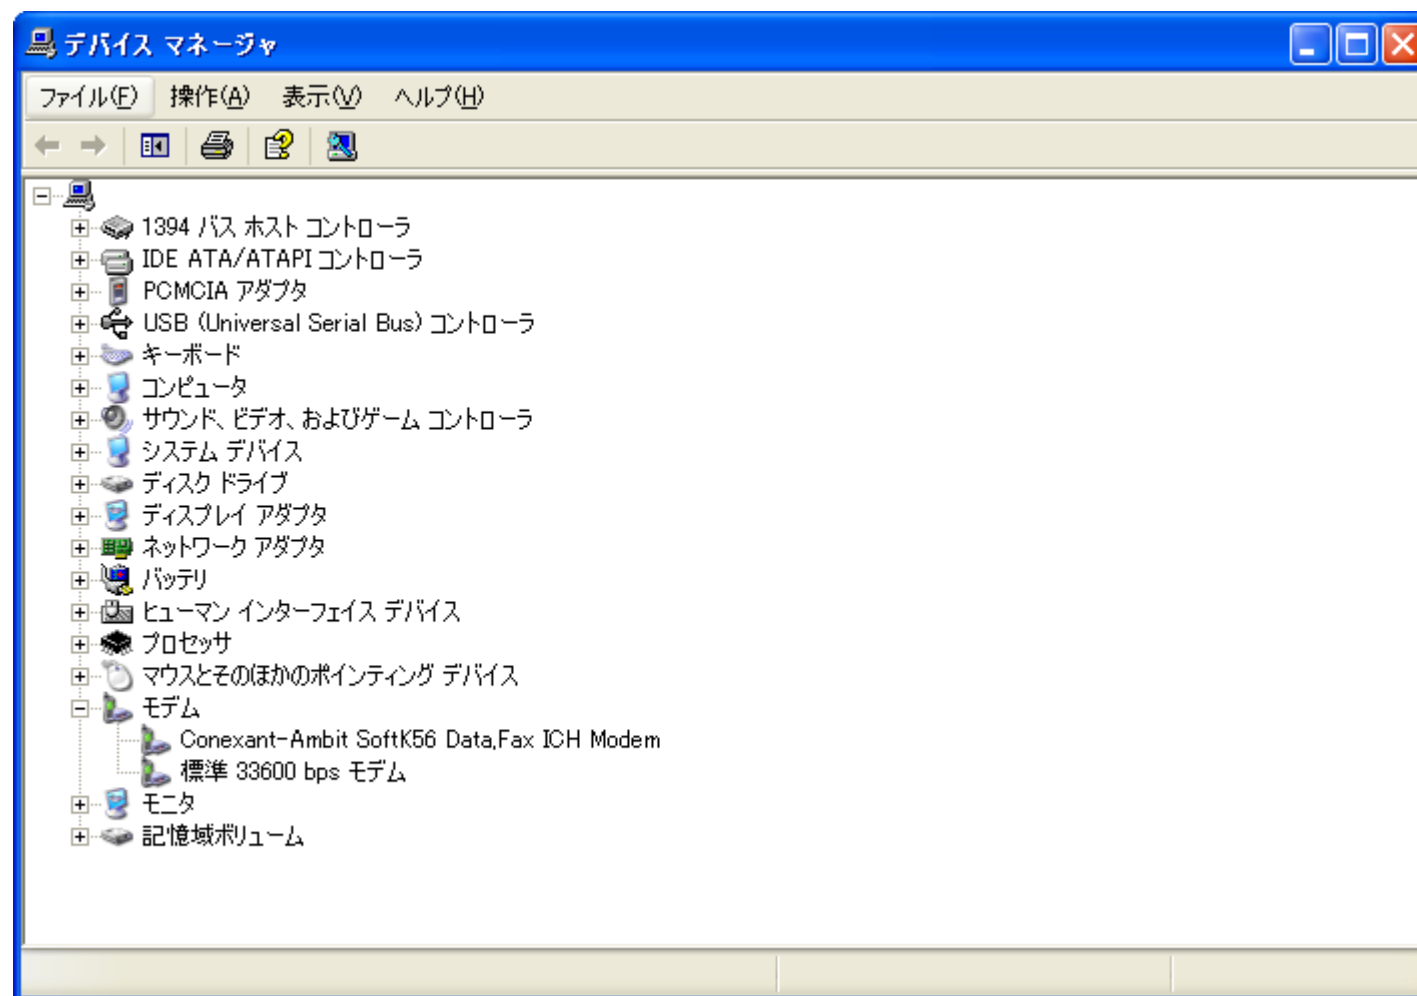 デバイス マネージャ
ファイル(F) 操作(A) 表示(V) ヘルプ(H)
1394 バス ホスト コントローラ
IDE ATA/ATAPI コントローラ
PCMCIA アダプタ
USB (Universal Serial Bus) コントローラ
キーボード
コンピュータ
サウンド、ビデオ、およびゲーム コントローラ
システム デバイス
ディスク ドライブ
ディスプレイ アダプタ
ネットワーク アダプタ
バッテリ
ヒューマン インターフェイス デバイス
プロセッサ
マウスとそのほかのポインティング デバイス
モデム
Conexant-Ambit SoftK56 Data,Fax ICH Modem
標準 33600 bps モデム
モニタ
記憶域ボリューム